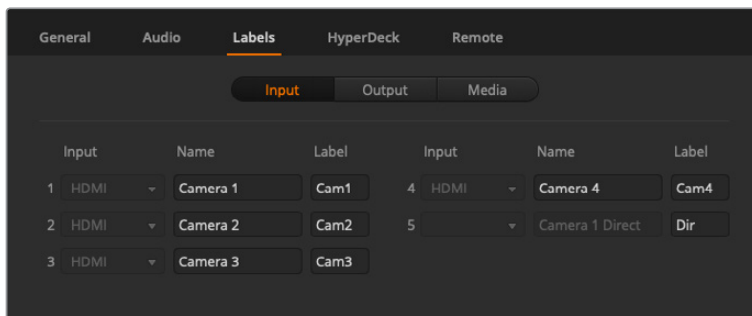 General Audio Labels HyperDeck Remote
Input Output Media
Input Name Label Input Name Label
1 HDMI Camera 1 Cam1 4 HDMI Camera 4 Cam4
2 HDMI Camera 2 Cam2 5 Camera 1 Direct Dir
3 HDMI Camera 3 Cam3